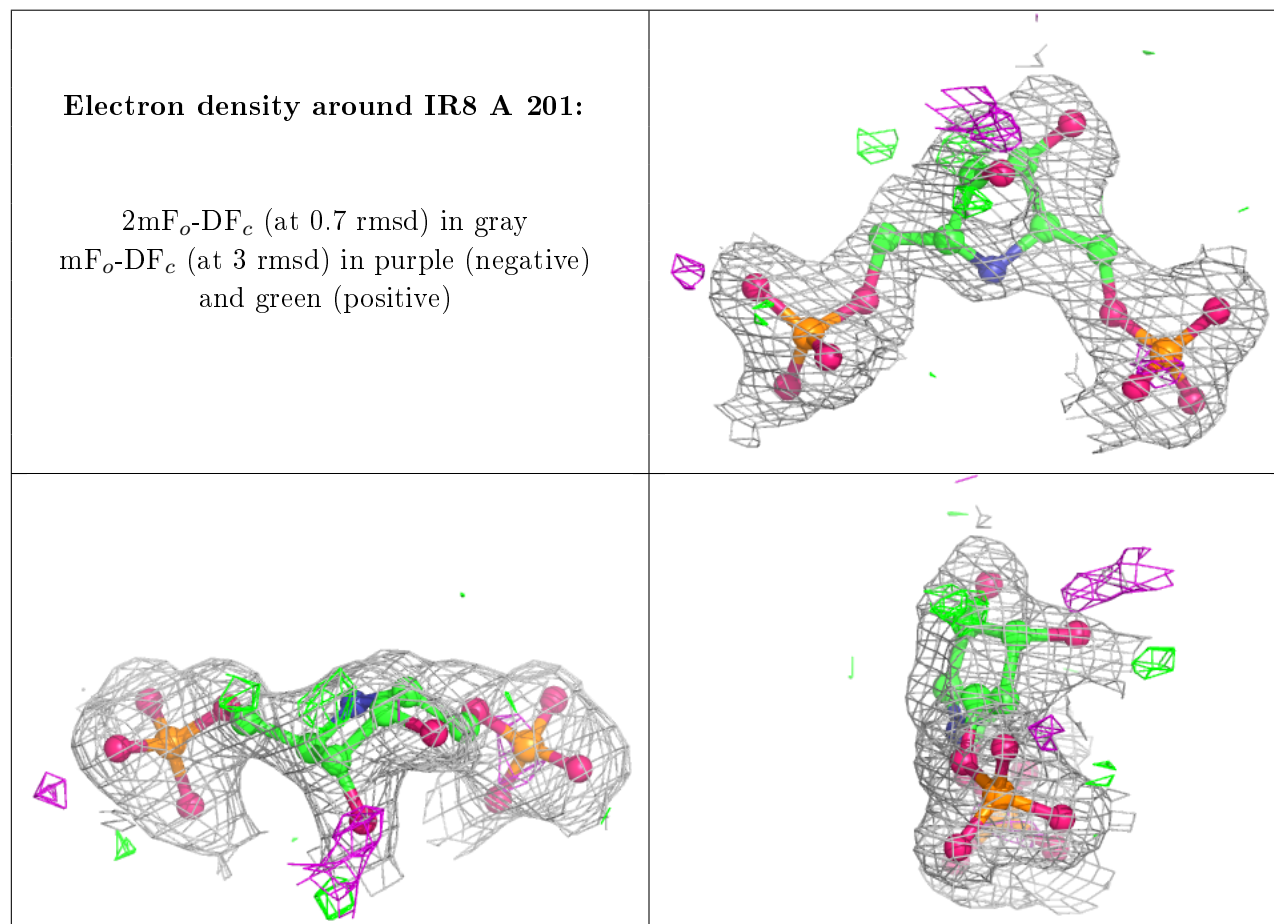 Electron density around IR8 A 201:
2mFo-DFc (at 0.7 rmsd) in gray
mFo-DFc (at 3 rmsd) in purple (negative)
and green (positive)